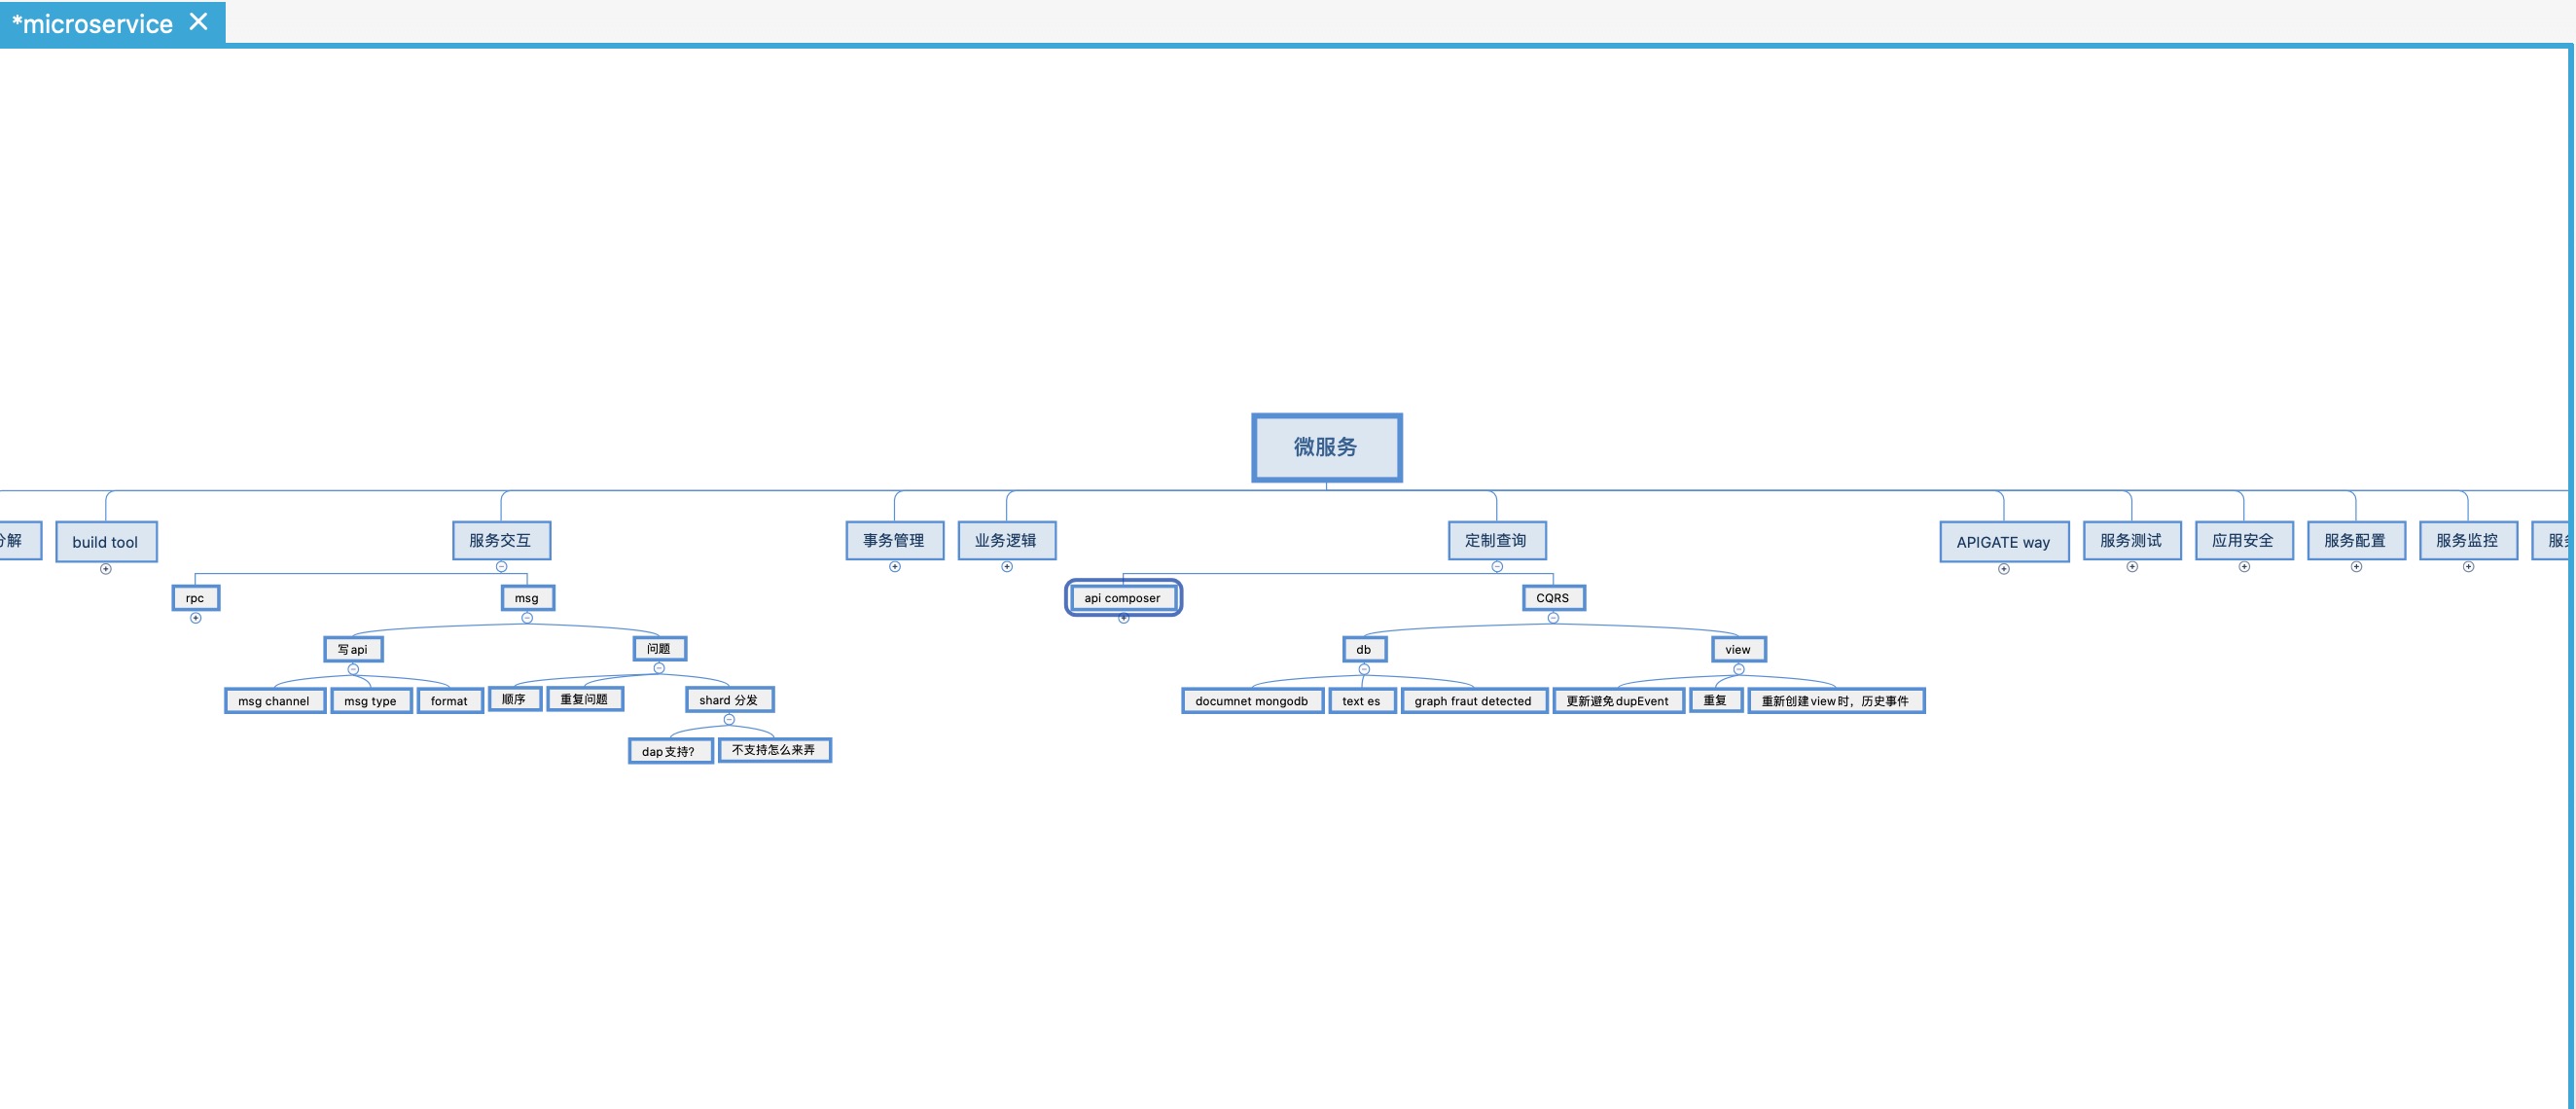 *microservice
微服务
分解
build tool
服务交互
事务管理
业务逻辑
定制查询
APIGATE way
服务测试
应用安全
服务配置
服务监控
服
rpc
msg
api composer
CQRS
写api
问题
db
view
msg channel
msg type
format
顺序
重复问题
shard 分发
documnet mongodb
text es
graph fraut detected
更新避免dupEvent
重复
重新创建view时，历史事件
dap支持？
不支持怎么来弄